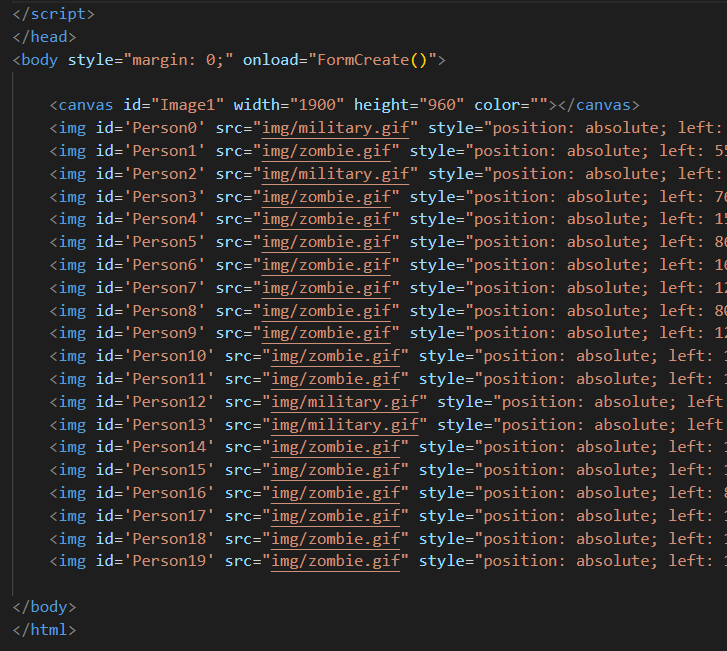 </script>
</head>
<body style="margin: 0;" onload="FormCreate()">
<canvas id="Image1" width="1900" height="960" color=""></canvas>
<img id='Person0' src="img/military.gif" style="position: absolute; left:
<img id='Person1' src="img/zombie.gif" style="position: absolute; left: 55
<img id='Person2' src="img/military.gif" style="position: absolute; left:
<img id='Person3' src="img/zombie.gif" style="position: absolute; left: 76
<img id='Person4' src="img/zombie.gif" style="position: absolute; left: 15
<img id='Person5' src="img/zombie.gif" style="position: absolute; left: 86
<img id='Person6' src="img/zombie.gif" style="position: absolute; left: 16
<img id='Person7' src="img/zombie.gif" style="position: absolute; left: 12
<img id='Person8' src="img/zombie.gif" style="position: absolute; left: 80
<img id='Person9' src="img/zombie.gif" style="position: absolute; left: 12
<img id='Person10' src="img/zombie.gif" style="position: absolute; left: 1
<img id='Person11' src="img/zombie.gif" style="position: absolute; left: 1
<img id='Person12' src="img/military.gif" style="position: absolute; left
<img id='Person13' src="img/military.gif" style="position: absolute; left
<img id='Person14' src="img/zombie.gif" style="position: absolute; left: 1
<img id='Person15' src="img/zombie.gif" style="position: absolute; left: 1
<img id='Person16' src="img/zombie.gif" style="position: absolute; left: 8
<img id='Person17' src="img/zombie.gif" style="position: absolute; left: 1
<img id='Person18' src="img/zombie.gif" style="position: absolute; left: 1
<img id='Person19' src="img/zombie.gif" style="position: absolute; left: 1
</body>
</html>